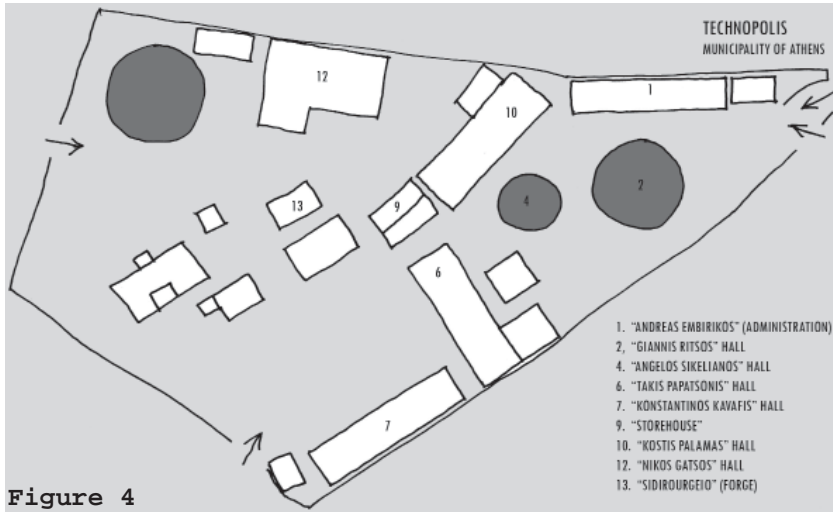 TECHNOPOLIS
MUNICIPALITY OF ATHENS
12
1
10
2
4
13
9
6
7
1. "ANDREAS EMBIRIKOS" (ADMINISTRATION)
2, "GIANNIS RITSOS" HALL
4. "ANGELOS SIKELIANOS" HALL
6. "TAKIS PAPATSONIS" HALL
7. "KONSTANTINOS KAVAFIS" HALL
9. "STOREHOUSE"
10. "KOSTIS PALAMAS" HALL
12. "NIKOS GATSOS" HALL
13. "SIDIROURGEIO" (FORGE)
Figure 4